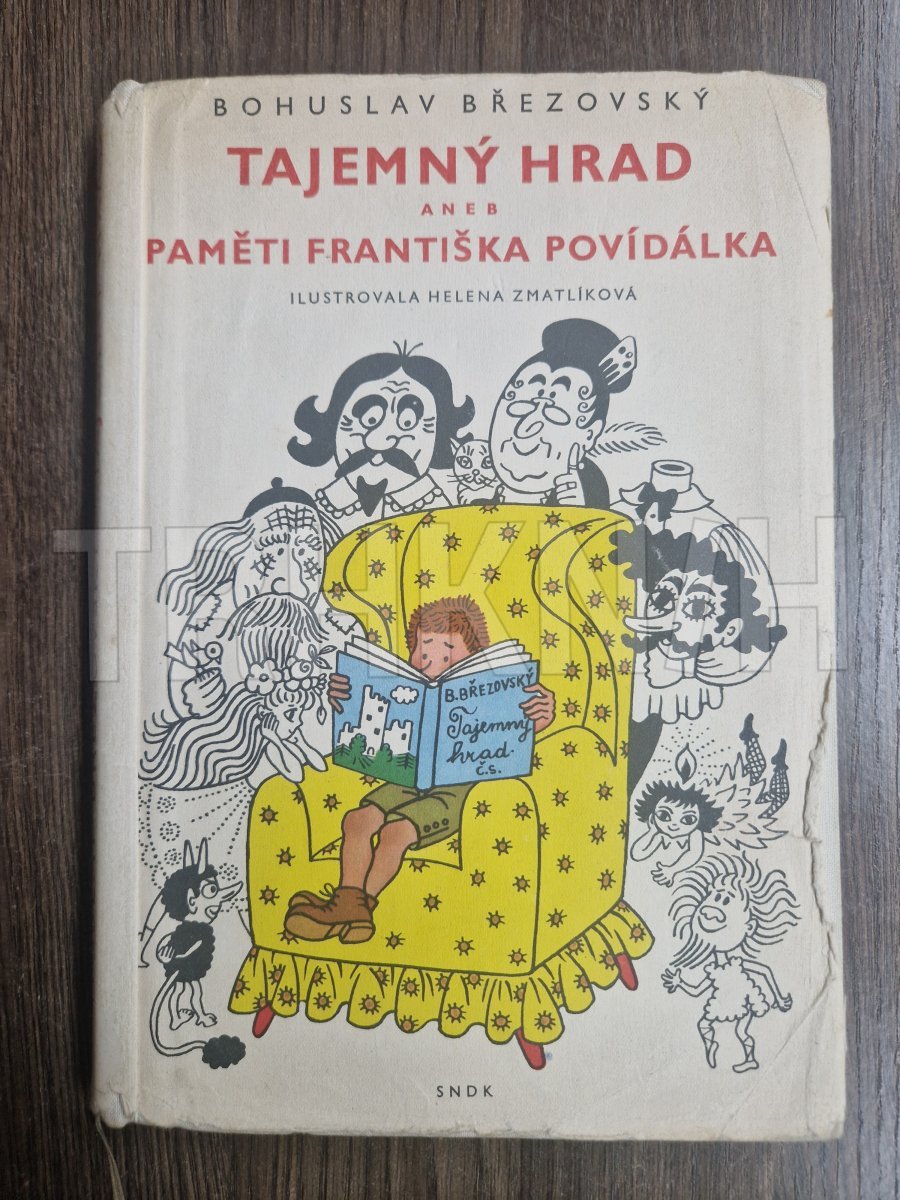 BOHUSLAV BŘEZOVSKÝ
TAJEMNÝ HRAD
ANEB
PAMĚTI FRANTIŠKA POVÍDÁLKA
ILUSTROVALA HELENA ZMATLÍKOVÁ
B. BŘEZOVSKÝ
Tajemný
hrad
Č.S.
SNDK